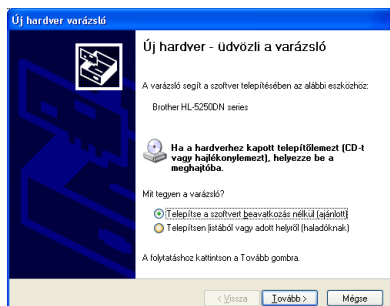 Új hardver varázsló
Új hardver - üdvözli a varázsló
A varázsló segít a szoftver telepítésében az alábbi eszközhöz:
Brother HL-5250DN series
Ha a hardverhez kapott telepítőlemezt (CD-t
vagy hajlékonylemezt), helyezze be a
meghajtóba.
Mit tegyen a varázsló?
Telepítse a szoftvert beavatkozás nélkül (ajánlott)
Telepítsen listából vagy adott helyről (haladóknak)
A folytatáshoz kattintson a Tovább gombra.
< Vissza
Tovább >
Mégse